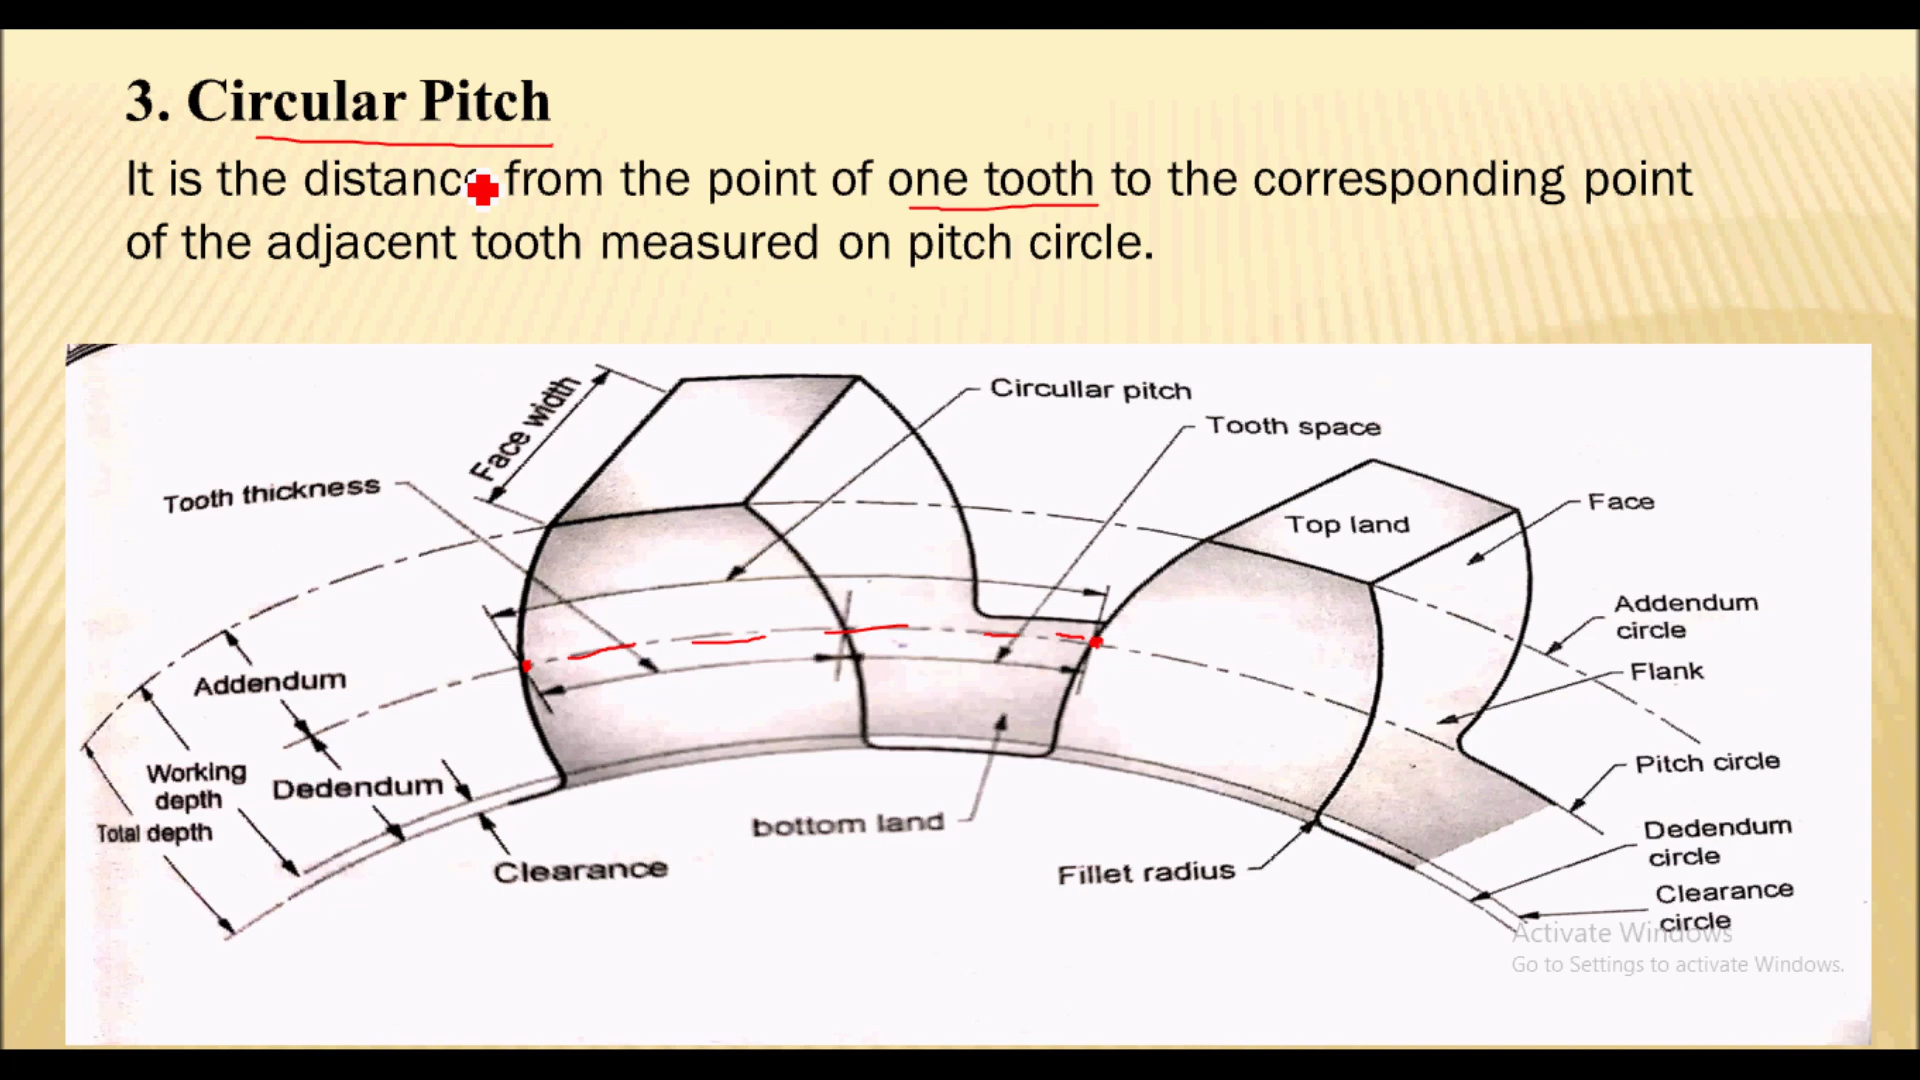 3. Circular Pitch
It is the distance from the point of one tooth to the corresponding point
of the adjacent tooth measured on pitch circle.
Face width
Circullar pitch
Tooth space
Tooth thickness
Face
Top land
Addendum
circle
Addendum
Flank
Working
depth
Dedendum
Pitch circle
Total depth
bottom land
Dedendum
circle
Clearance
Fillet radius
Clearance
circle
Activate Windows
Go to Settings to activate Windows.